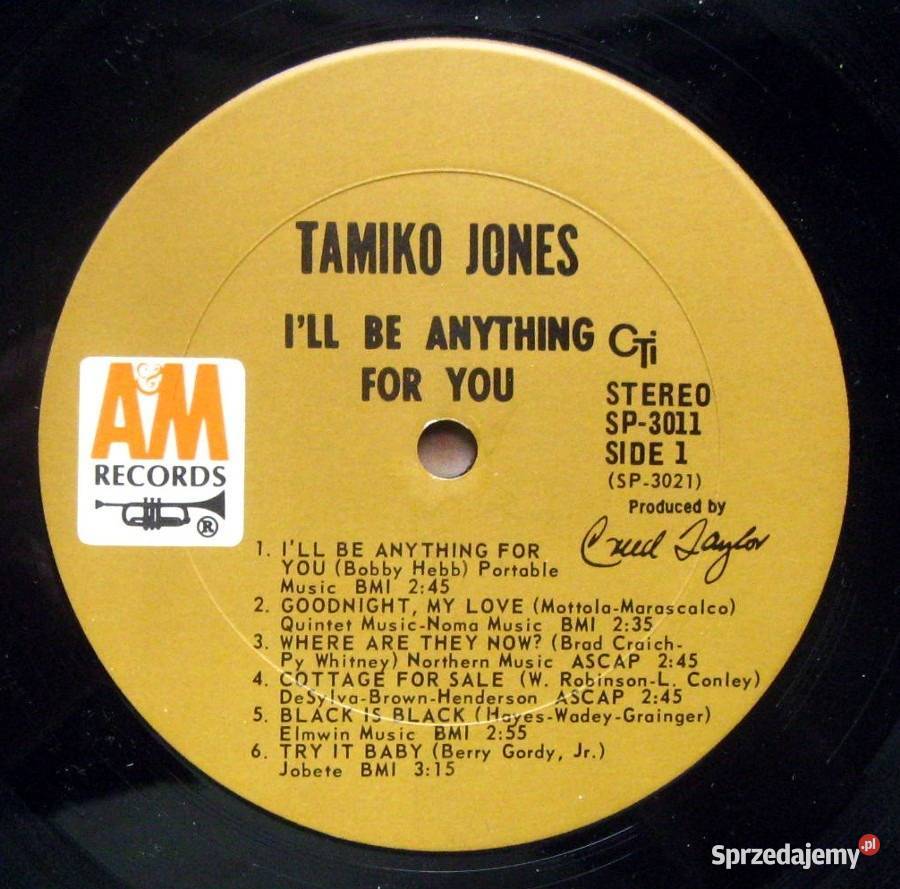 TAMIKO JONES
I'LL BE ANYTHING
FOR YOU
CTi
STEREO
SP-3011
SIDE 1
(SP-3021)
Produced by
Creed Taylor
A&M
RECORDS
®
1. I'LL BE ANYTHING FOR
YOU (Bobby Hebb) Portable
Music BMI 2:45
2. GOODNIGHT, MY LOVE (Mottola-Marascalco)
Quintet Music-Noma Music BMI 2:35
3. WHERE ARE THEY NOW? (Brad Craich-
Py Whitney) Northern Music ASCAP 2:45
4. COTTAGE FOR SALE (W. Robinson-L. Conley)
DeSylva-Brown-Henderson ASCAP 2:45
5. BLACK IS BLACK (Hayes-Wadey-Grainger)
Elmwin Music BMI 2:55
6. TRY IT BABY (Berry Gordy, Jr.)
Jobete BMI 3:15
Sprzedajemy.pl